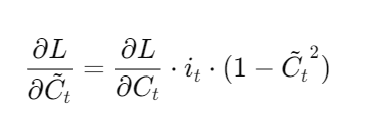 ∂L/∂C̃ₜ = ∂L/∂Cₜ · iₜ · (1 − C̃ₜ²)